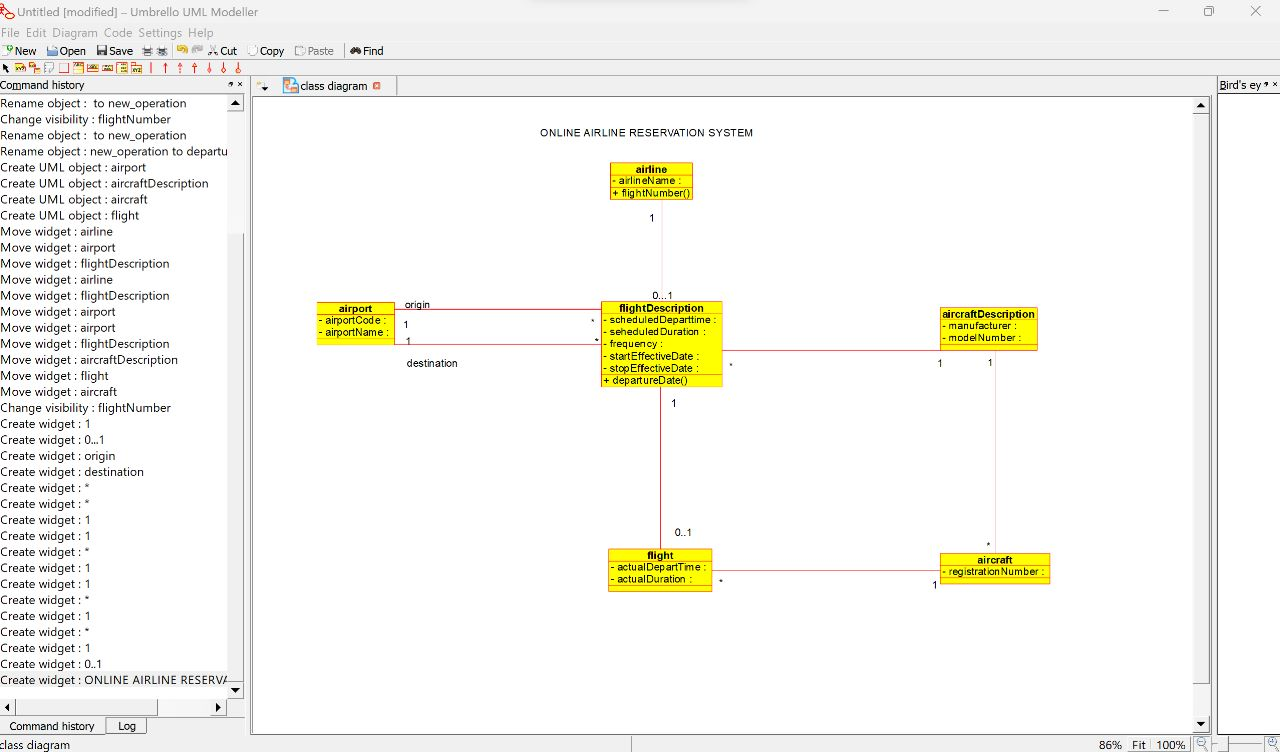 Untitled [modified] – Umbrello UML Modeller
File Edit Diagram Code Settings Help
New Open Save Cut Copy Paste Find
Command history
class diagram
Bird's ey
Rename object : to new_operation
Change visibility : flightNumber
Rename object : to new_operation
Rename object : new_operation to departu
Create UML object : airport
Create UML object : aircraftDescription
Create UML object : aircraft
Create UML object : flight
Move widget : airline
Move widget : airport
Move widget : flightDescription
Move widget : airline
Move widget : flightDescription
Move widget : airport
Move widget : airport
Move widget : flightDescription
Move widget : aircraftDescription
Move widget : flight
Move widget : aircraft
Change visibility : flightNumber
Create widget : 1
Create widget : 0...1
Create widget : origin
Create widget : destination
Create widget : *
Create widget : *
Create widget : 1
Create widget : 1
Create widget : *
Create widget : 1
Create widget : 1
Create widget : *
Create widget : 1
Create widget : *
Create widget : 1
Create widget : 0..1
Create widget : ONLINE AIRLINE RESERVA
Command history Log
ONLINE AIRLINE RESERVATION SYSTEM
airline
- airlineName :
+ flightNumber()
1
0...1
airport
- airportCode :
- airportName :
origin
1
*
1
*
destination
flightDescription
- scheduledDeparttime :
- seheduledDuration :
- frequency :
- startEffectiveDate :
- stopEffectiveDate :
+ departureDate()
*
1
aircraftDescription
- manufacturer :
- modelNumber :
1
*
1
0..1
flight
- actualDepartTime :
- actualDuration :
*
1
aircraft
- registrationNumber :
class diagram
86% Fit 100%